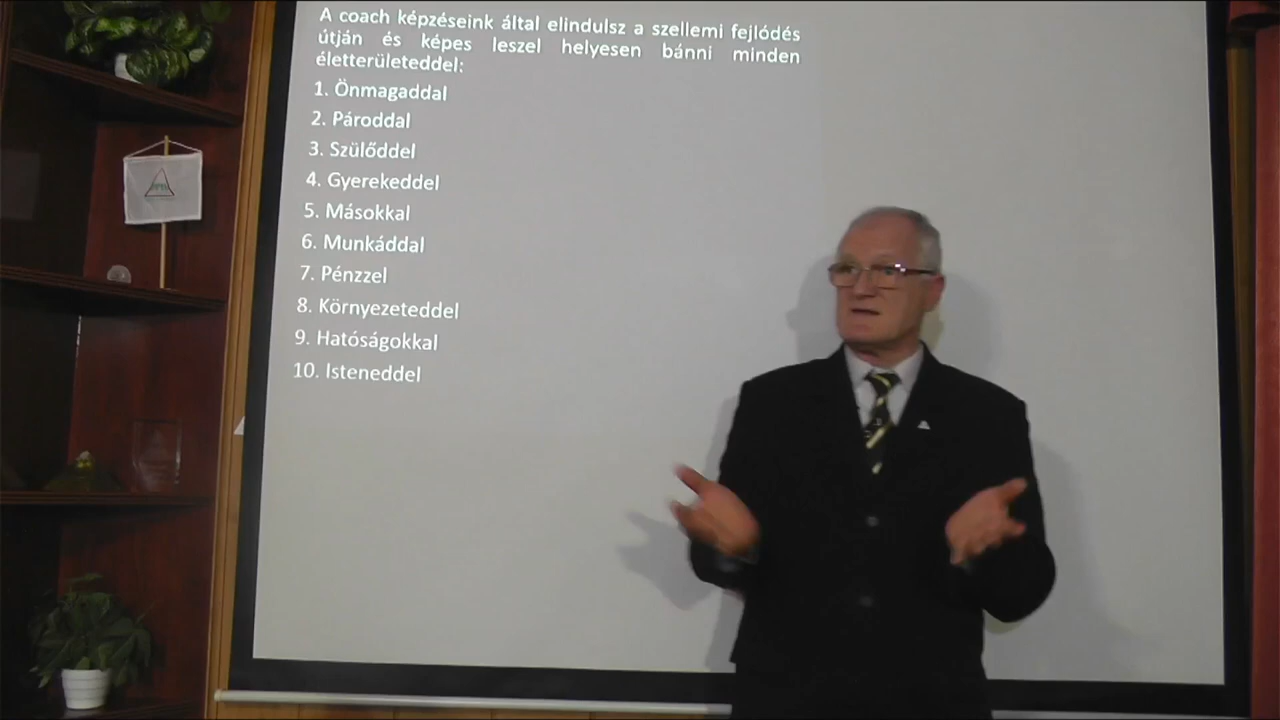 A coach képzéseink által elindulsz a szellemi fejlődés
útján és képes leszel helyesen bánni minden
életterületeddel:
1. Önmagaddal
2. Pároddal
3. Szülőddel
4. Gyerekeddel
5. Másokkal
6. Munkáddal
7. Pénzzel
8. Környezeteddel
9. Hatóságokkal
10. Isteneddel